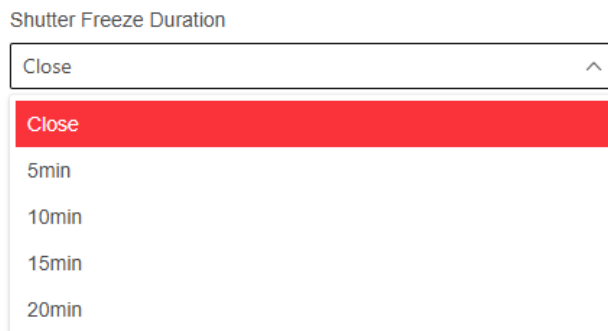 Shutter Freeze Duration
Close
Close
5min
10min
15min
20min